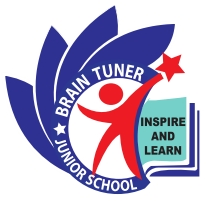 BRAIN TUNER
JUNIOR SCHOOL
INSPIRE
AND
LEARN